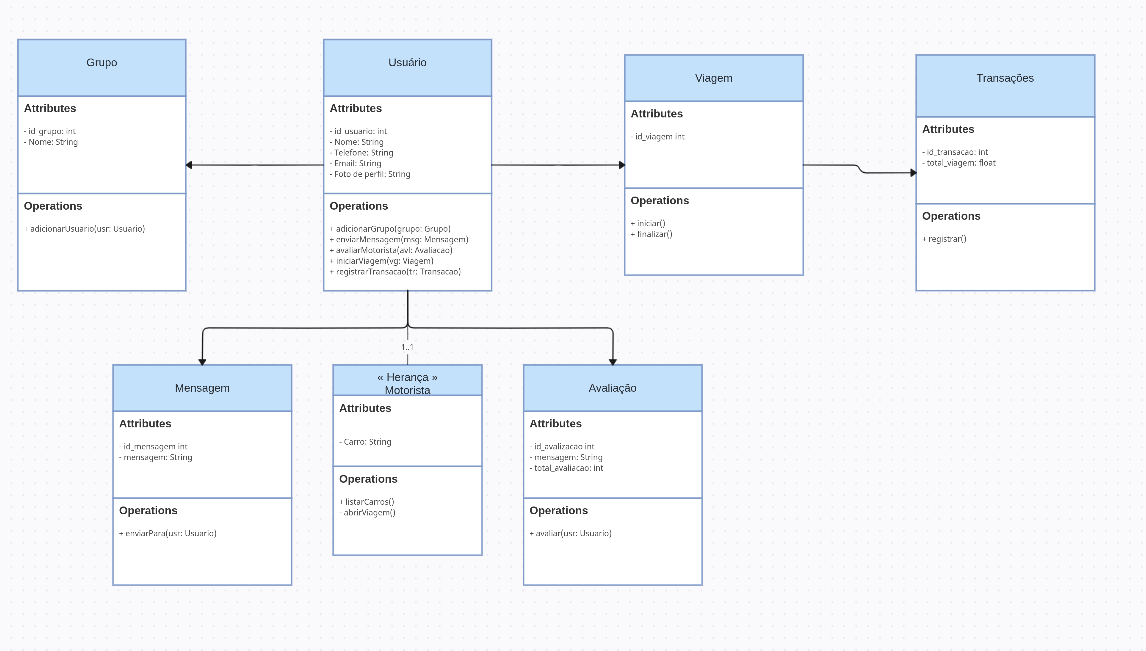 Grupo
Attributes
- id_grupo: int
- Nome: String
Operations
+ adicionarUsuario(usr: Usuario)
Usuário
Attributes
- id_usuario: int
- Nome: String
- Telefone: String
- Email: String
- Foto de perfil: String
Operations
+ adicionarGrupo(grupo: Grupo)
+ enviarMensagem(msg: Mensagem)
+ avaliarMotorista(avl: Avaliacao)
+ iniciarViagem(vg: Viagem)
+ registrarTransacao(tr: Transacao)
Viagem
Attributes
- id_viagem int
Operations
+ iniciar()
+ finalizar()
Transações
Attributes
- id_transacao: int
- total_viagem: float
Operations
+ registrar()
1..1
Mensagem
Attributes
- id_mensagem int
- mensagem: String
Operations
+ enviarPara(usr: Usuario)
« Herança »
Motorista
Attributes
- Carro: String
Operations
+ listarCarros()
- abrirViagem()
Avaliação
Attributes
- id_avalizacao int
- mensagem: String
- total_avaliacao: int
Operations
+ avaliar(usr: Usuario)